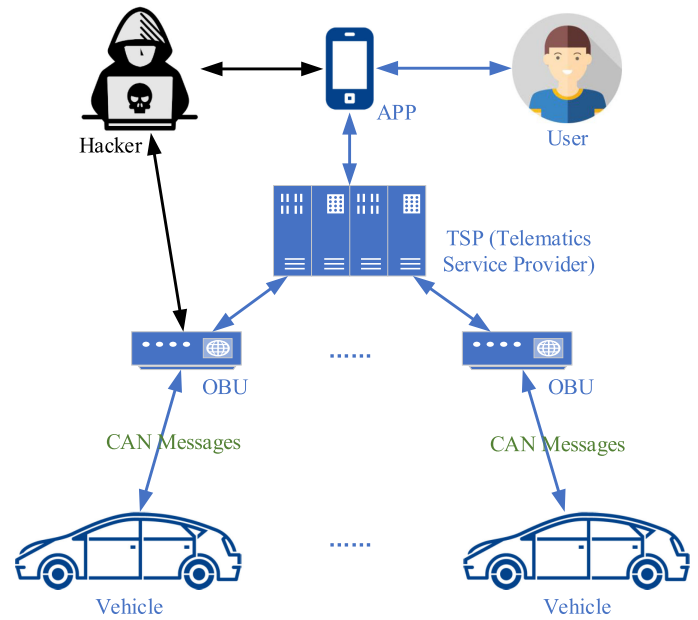 APP
Hacker
User
TSP (Telematics
Service Provider)
......
OBU
OBU
CAN Messages
CAN Messages
......
Vehicle
Vehicle